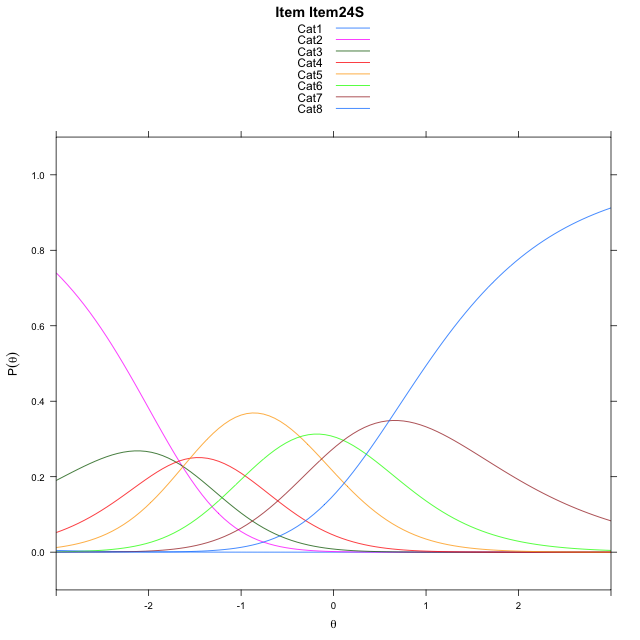 Item Item24S
Cat1
Cat2
Cat3
Cat4
Cat5
Cat6
Cat7
Cat8
1.0
0.8
0.6
0.4
0.2
0.0
P(θ)
-2 -1 0 1 2
θ